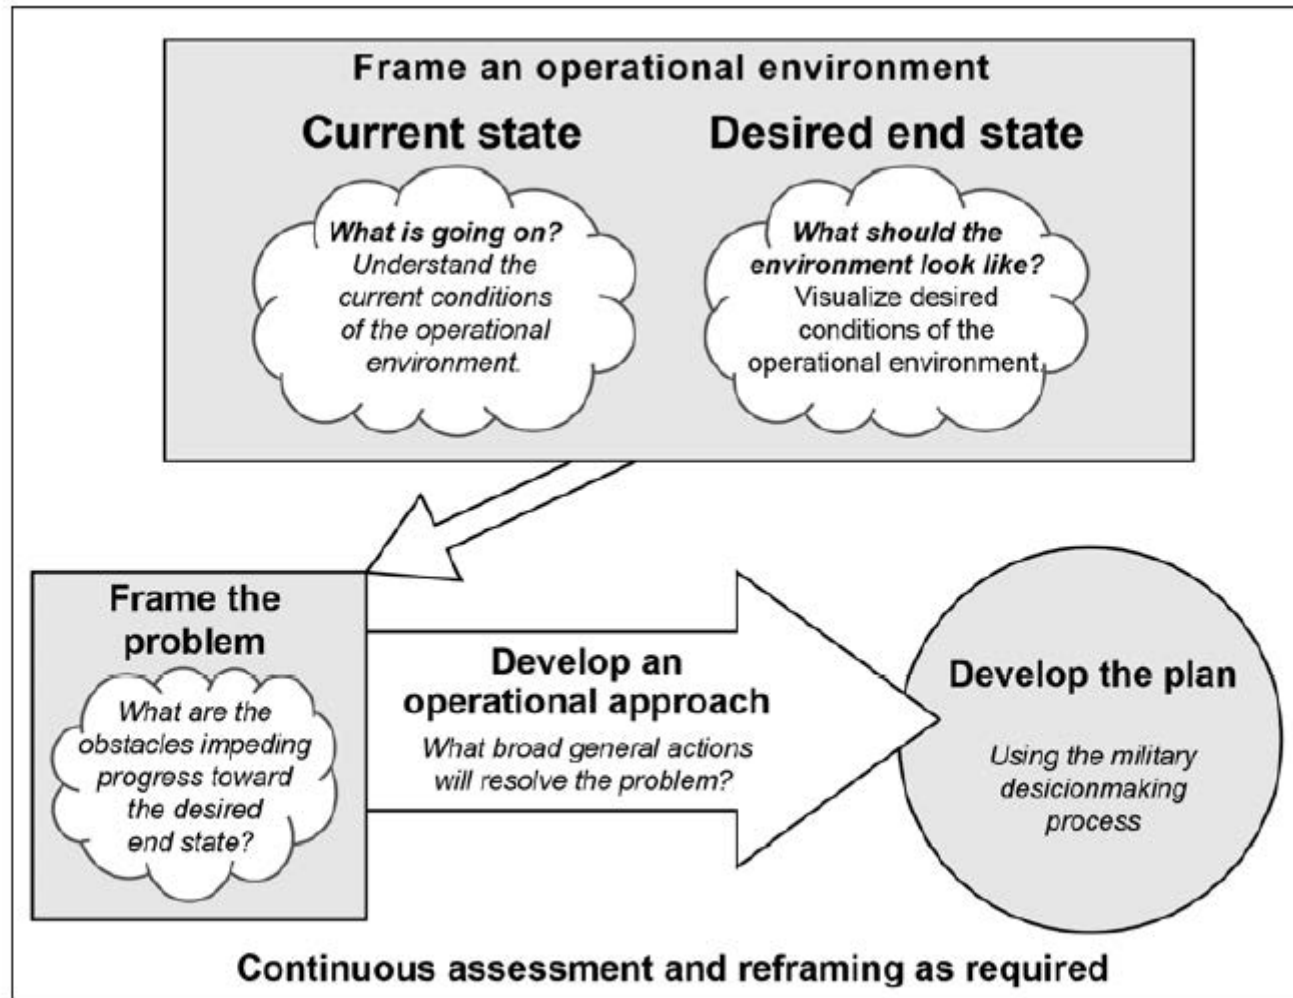 Frame an operational environment
Current state
What is going on?
Understand the
current conditions
of the operational
environment.
Desired end state
What should the
environment look like?
Visualize desired
conditions of the
operational environment.
Frame the
problem
What are the
obstacles impeding
progress toward
the desired
end state?
Develop an
operational approach
What broad general actions
will resolve the problem?
Develop the plan
Using the military
desicionmaking
process
Continuous assessment and reframing as required